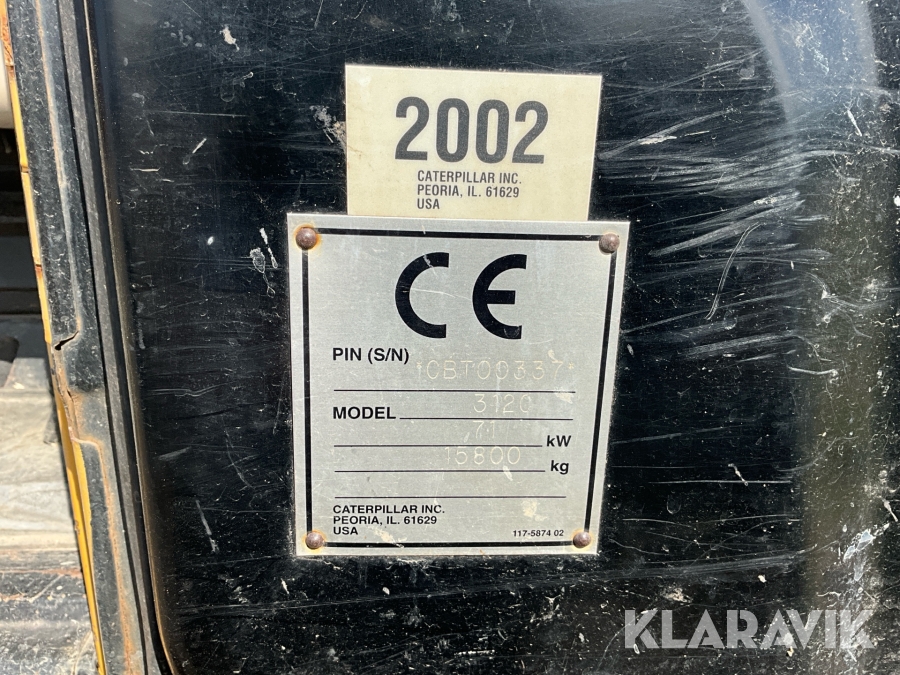 2002
CATERPILLAR INC.
PEORIA, IL. 61629
USA
CE
PIN (S/N) *CBT00337*
MODEL 312C
71 kW
15800 kg
CATERPILLAR INC.
PEORIA, IL. 61629
USA
117-5874 02
KLARAVIK